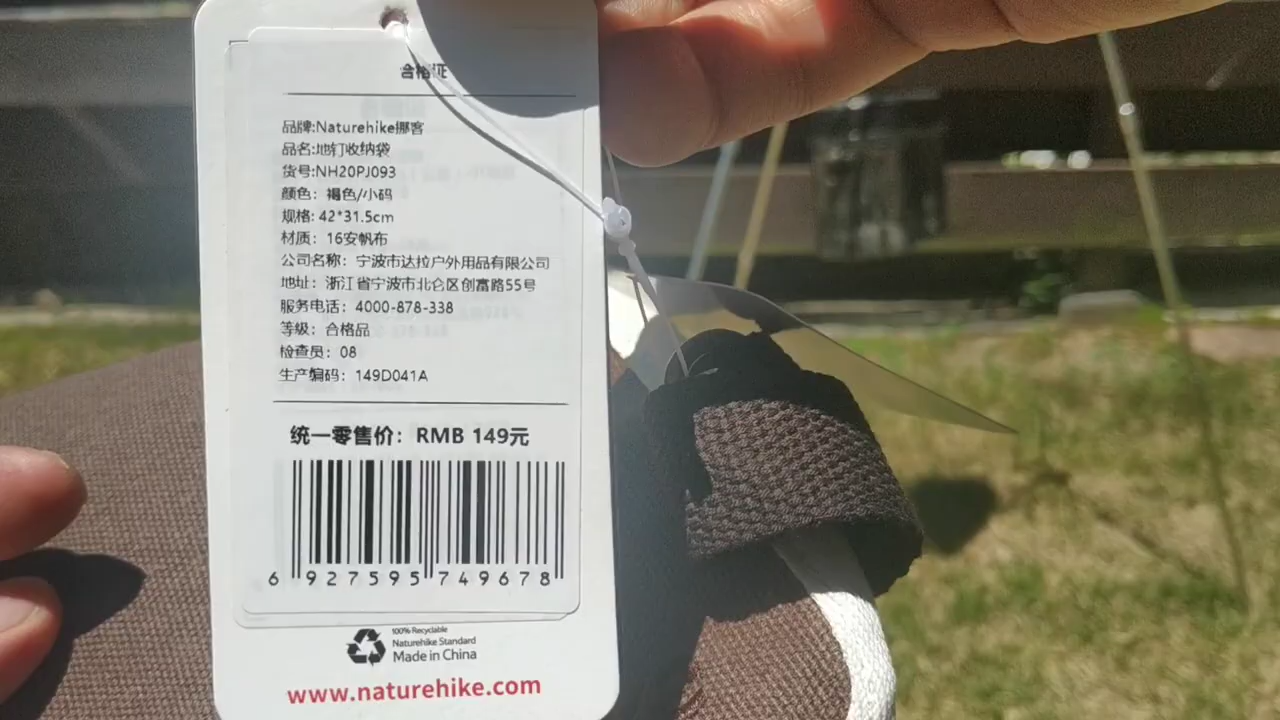 合格证
品牌:Naturehike挪客
品名:地钉收纳袋
货号:NH20PJ093
颜色：褐色/小码
规格: 42*31.5cm
材质：16安帆布
公司名称：宁波市达拉户外用品有限公司
地址：浙江省宁波市北仑区创富路55号
服务电话：4000-878-338
等级：合格品
检查员：08
生产编码：149D041A
统一零售价：RMB 149元
6 927595 749678
100% Recyclable
Naturehike Standard
Made in China
www.naturehike.com